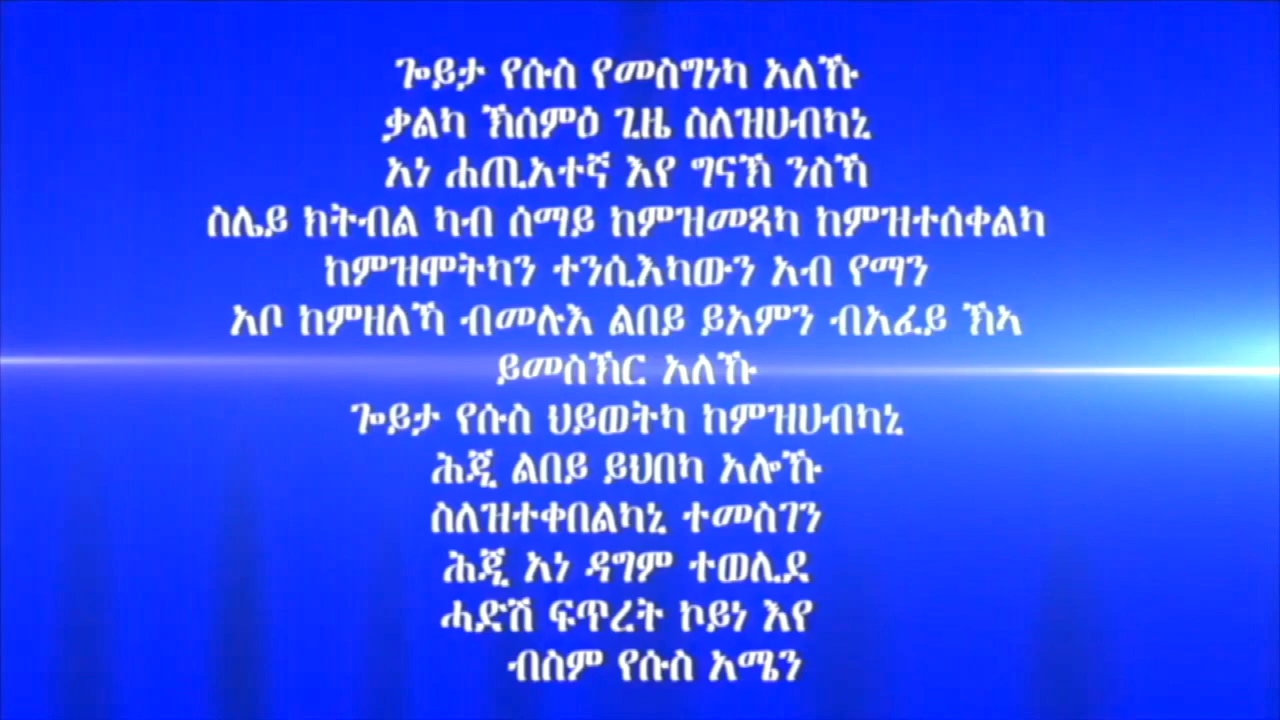 ጐይታ የሱስ የመስግነካ አለኹ
ቃልካ ኽሰምዕ ጊዜ ስለዝሀብካኒ
አነ ሐጢአተኛ እየ ግናኽ ንስኻ
ስሌይ ክትብል ካብ ሰማይ ከምዝመጻካ ከምዝተሰቀልካ
ከምዝሞትካን ተንሲእካውን አብ የማን
አቦ ከምዘለኻ ብመሉእ ልበይ ይአምን ብአፈይ ኽኣ
ይመስኽር አለኹ
ጐይታ የሱስ ህይወትካ ከምዝሀብካኒ
ሕጂ ልበይ ይህበካ አሎኹ
ስለዝተቀበልካኒ ተመስገን
ሕጂ አነ ዳግም ተወሊደ
ሓድሽ ፍጥረት ኮይነ እየ
ብስም የሱስ አሜን